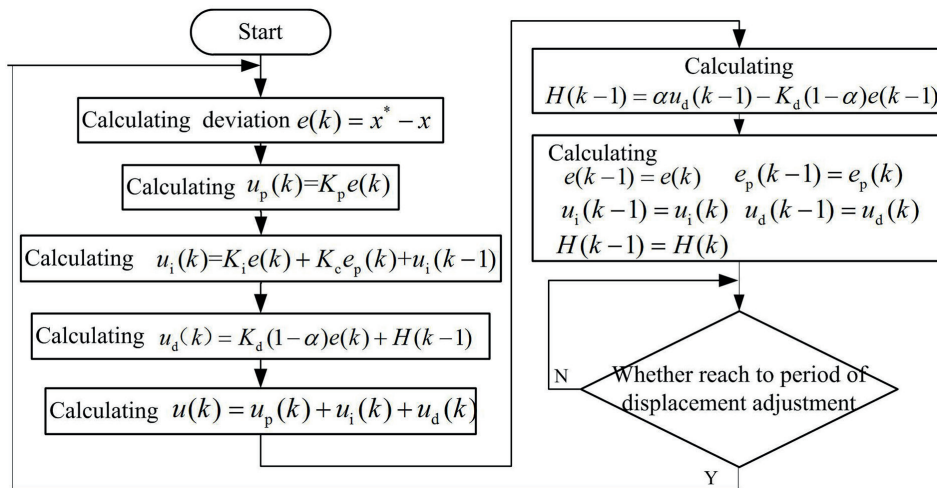 Start
Calculating deviation e(k) = x* − x
Calculating u_p(k)=K_p e(k)
Calculating u_i(k)=K_i e(k) + K_c e_p(k)+u_i(k−1)
Calculating u_d(k) = K_d(1−α)e(k) + H(k−1)
Calculating u(k) = u_p(k) + u_i(k) + u_d(k)
Calculating
H(k−1) = αu_d(k−1) − K_d(1−α)e(k−1)
Calculating
e(k−1) = e(k) e_p(k−1) = e_p(k)
u_i(k−1) = u_i(k) u_d(k−1) = u_d(k)
H(k−1) = H(k)
N
Whether reach to period of
displacement adjustment
Y